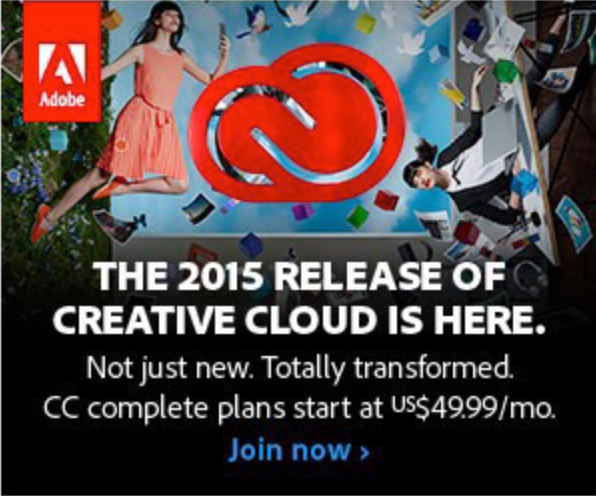 Adobe
THE 2015 RELEASE OF
CREATIVE CLOUD IS HERE.
Not just new. Totally transformed.
CC complete plans start at US$49.99/mo.
Join now ›